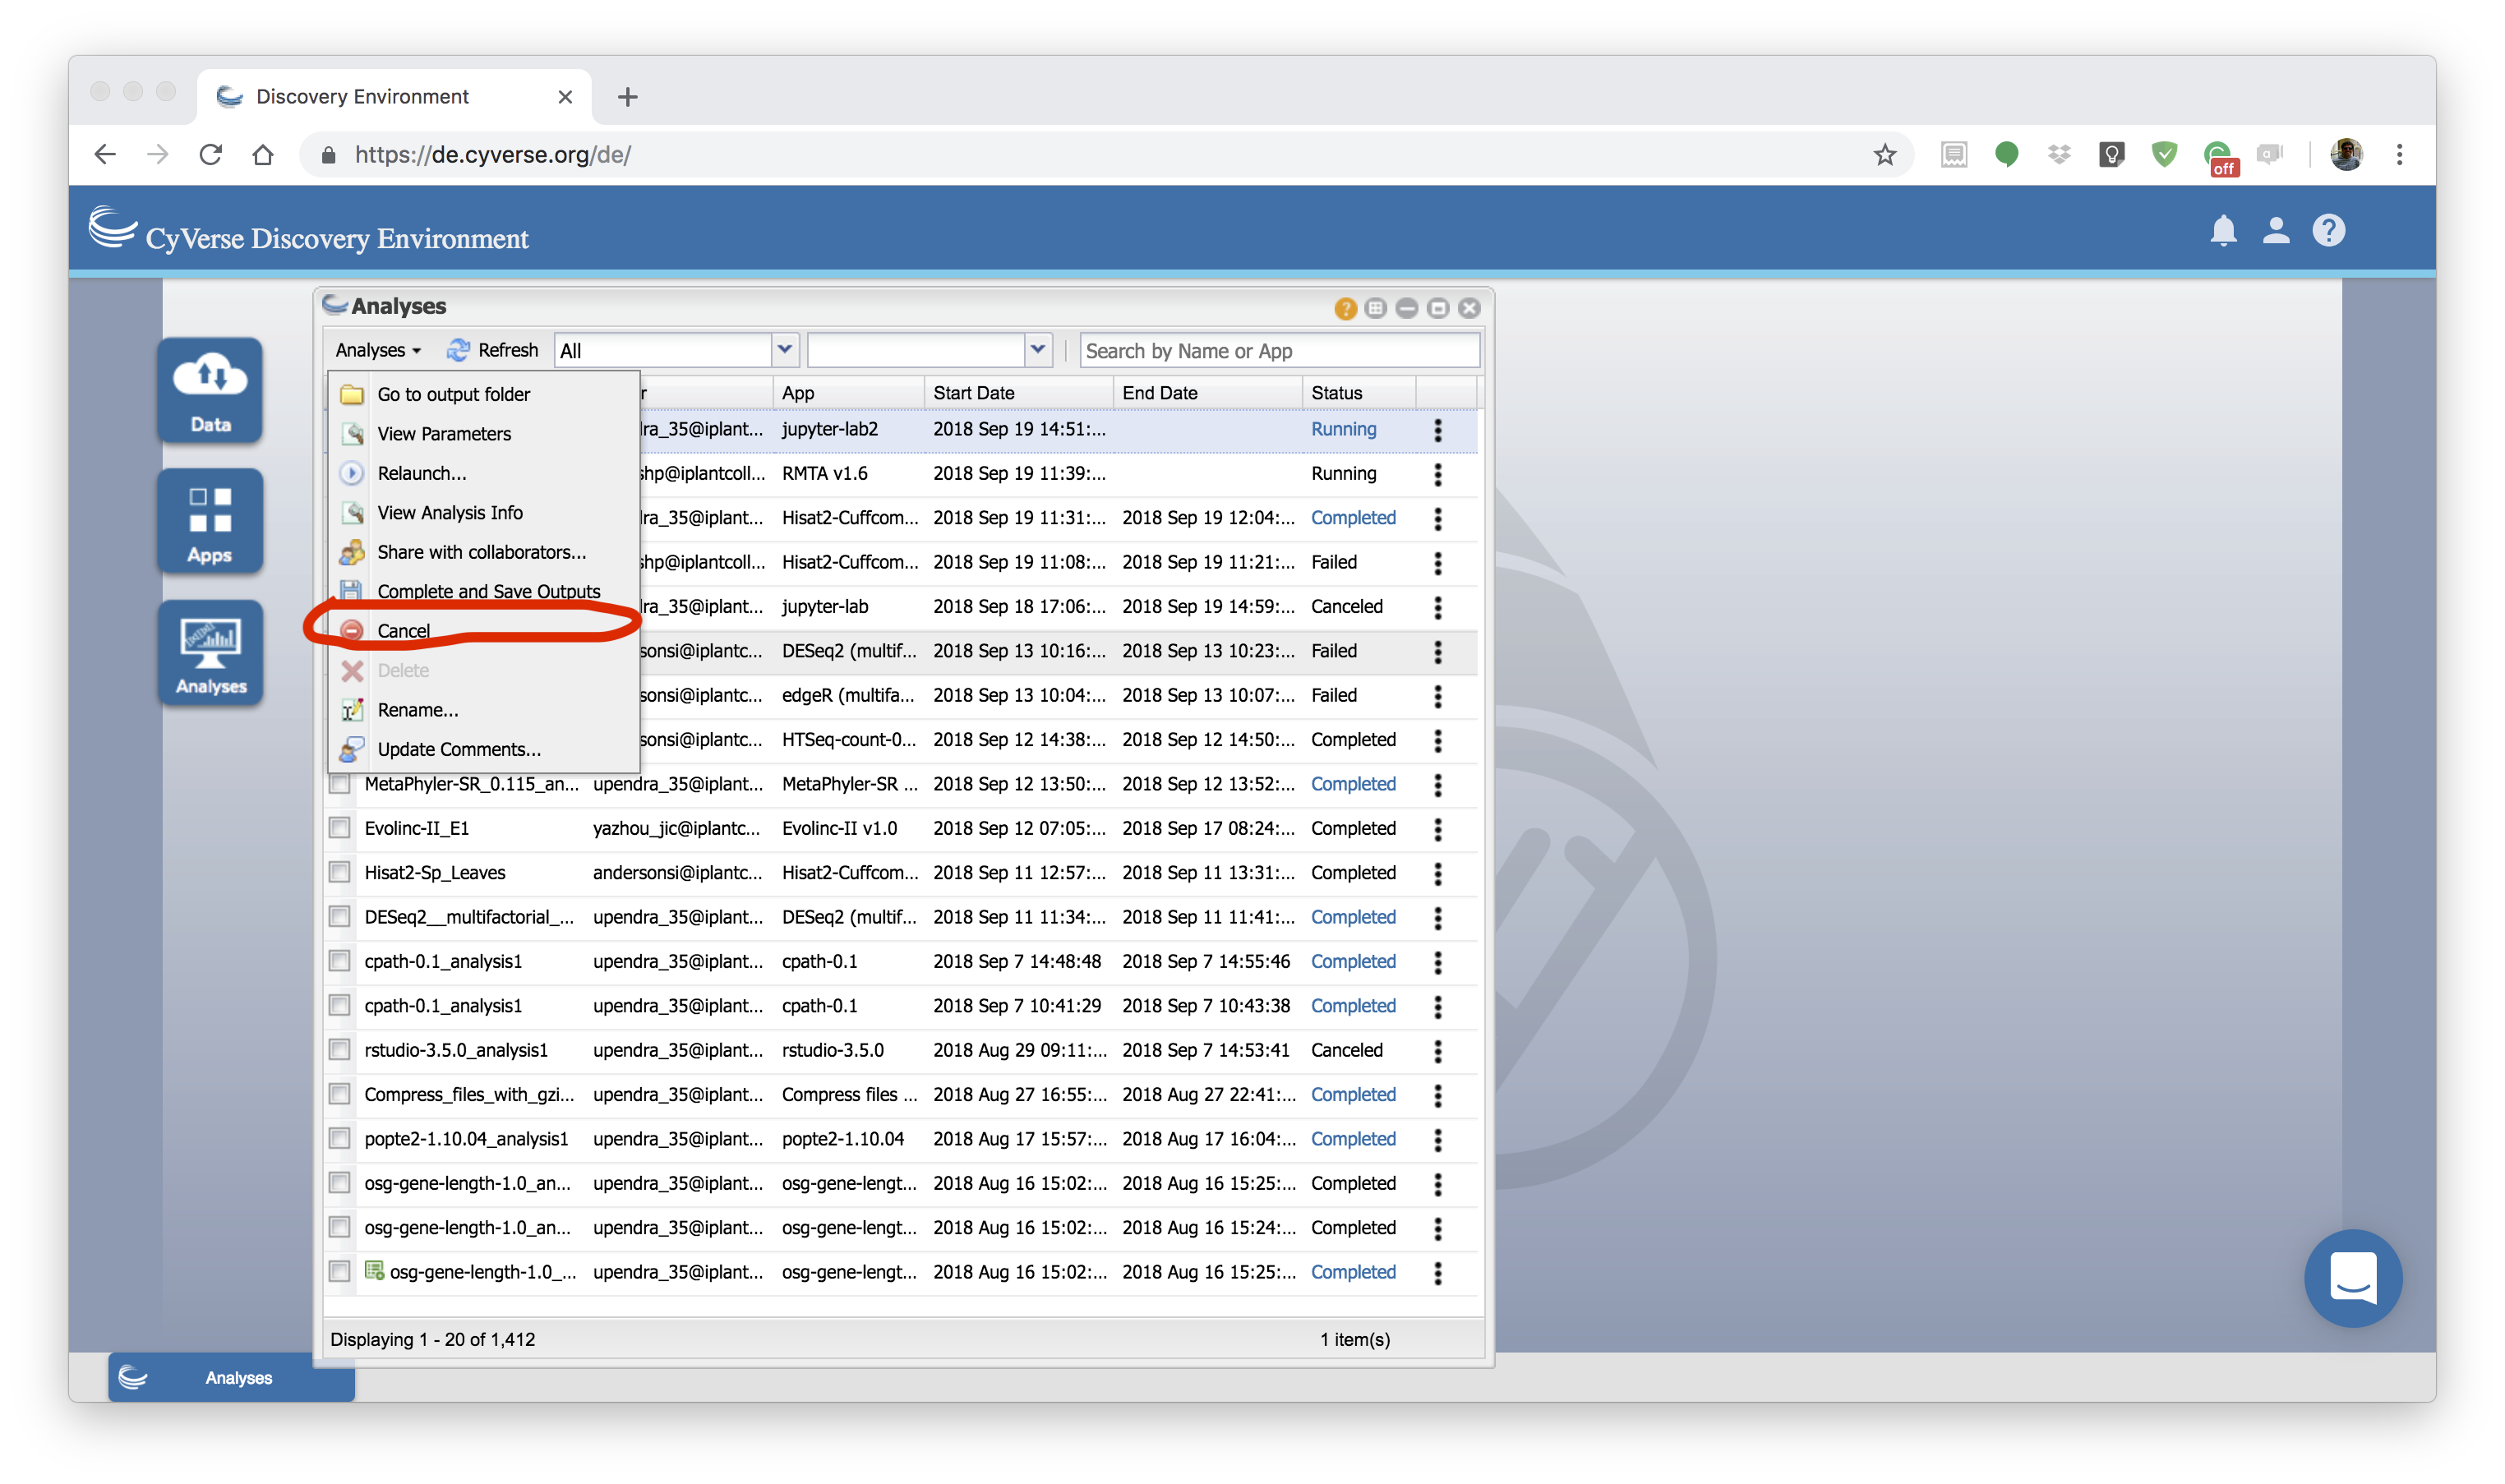 Discovery Environment
https://de.cyverse.org/de/
off
CyVerse Discovery Environment
Analyses
Analyses Refresh All Search by Name or App
Go to output folder
View Parameters
Relaunch...
View Analysis Info
Share with collaborators...
Complete and Save Outputs
Cancel
Delete
Rename...
Update Comments...
Data
Apps
Analyses
r App Start Date End Date Status
lra_35@iplant... jupyter-lab2 2018 Sep 19 14:51:... Running
shp@iplantcoll... RMTA v1.6 2018 Sep 19 11:39:... Running
lra_35@iplant... Hisat2-Cuffcom... 2018 Sep 19 11:31:... 2018 Sep 19 12:04:... Completed
shp@iplantcoll... Hisat2-Cuffcom... 2018 Sep 19 11:08:... 2018 Sep 19 11:21:... Failed
lra_35@iplant... jupyter-lab 2018 Sep 18 17:06:... 2018 Sep 19 14:59:... Canceled
sonsi@iplantc... DESeq2 (multif... 2018 Sep 13 10:16:... 2018 Sep 13 10:23:... Failed
sonsi@iplantc... edgeR (multifa... 2018 Sep 13 10:04:... 2018 Sep 13 10:07:... Failed
sonsi@iplantc... HTSeq-count-0... 2018 Sep 12 14:38:... 2018 Sep 12 14:50:... Completed
MetaPhyler-SR_0.115_an... upendra_35@iplant... MetaPhyler-SR ... 2018 Sep 12 13:50:... 2018 Sep 12 13:52:... Completed
Evolinc-II_E1 yazhou_jic@iplantc... Evolinc-II v1.0 2018 Sep 12 07:05:... 2018 Sep 17 08:24:... Completed
Hisat2-Sp_Leaves andersonsi@iplantc... Hisat2-Cuffcom... 2018 Sep 11 12:57:... 2018 Sep 11 13:31:... Completed
DESeq2__multifactorial_... upendra_35@iplant... DESeq2 (multif... 2018 Sep 11 11:34:... 2018 Sep 11 11:41:... Completed
cpath-0.1_analysis1 upendra_35@iplant... cpath-0.1 2018 Sep 7 14:48:48 2018 Sep 7 14:55:46 Completed
cpath-0.1_analysis1 upendra_35@iplant... cpath-0.1 2018 Sep 7 10:41:29 2018 Sep 7 10:43:38 Completed
rstudio-3.5.0_analysis1 upendra_35@iplant... rstudio-3.5.0 2018 Aug 29 09:11:... 2018 Sep 7 14:53:41 Canceled
Compress_files_with_gzi... upendra_35@iplant... Compress files ... 2018 Aug 27 16:55:... 2018 Aug 27 22:41:... Completed
popte2-1.10.04_analysis1 upendra_35@iplant... popte2-1.10.04 2018 Aug 17 15:57:... 2018 Aug 17 16:04:... Completed
osg-gene-length-1.0_an... upendra_35@iplant... osg-gene-lengt... 2018 Aug 16 15:02:... 2018 Aug 16 15:25:... Completed
osg-gene-length-1.0_an... upendra_35@iplant... osg-gene-lengt... 2018 Aug 16 15:02:... 2018 Aug 16 15:24:... Completed
osg-gene-length-1.0_... upendra_35@iplant... osg-gene-lengt... 2018 Aug 16 15:02:... 2018 Aug 16 15:25:... Completed
Displaying 1 - 20 of 1,412 1 item(s)
Analyses